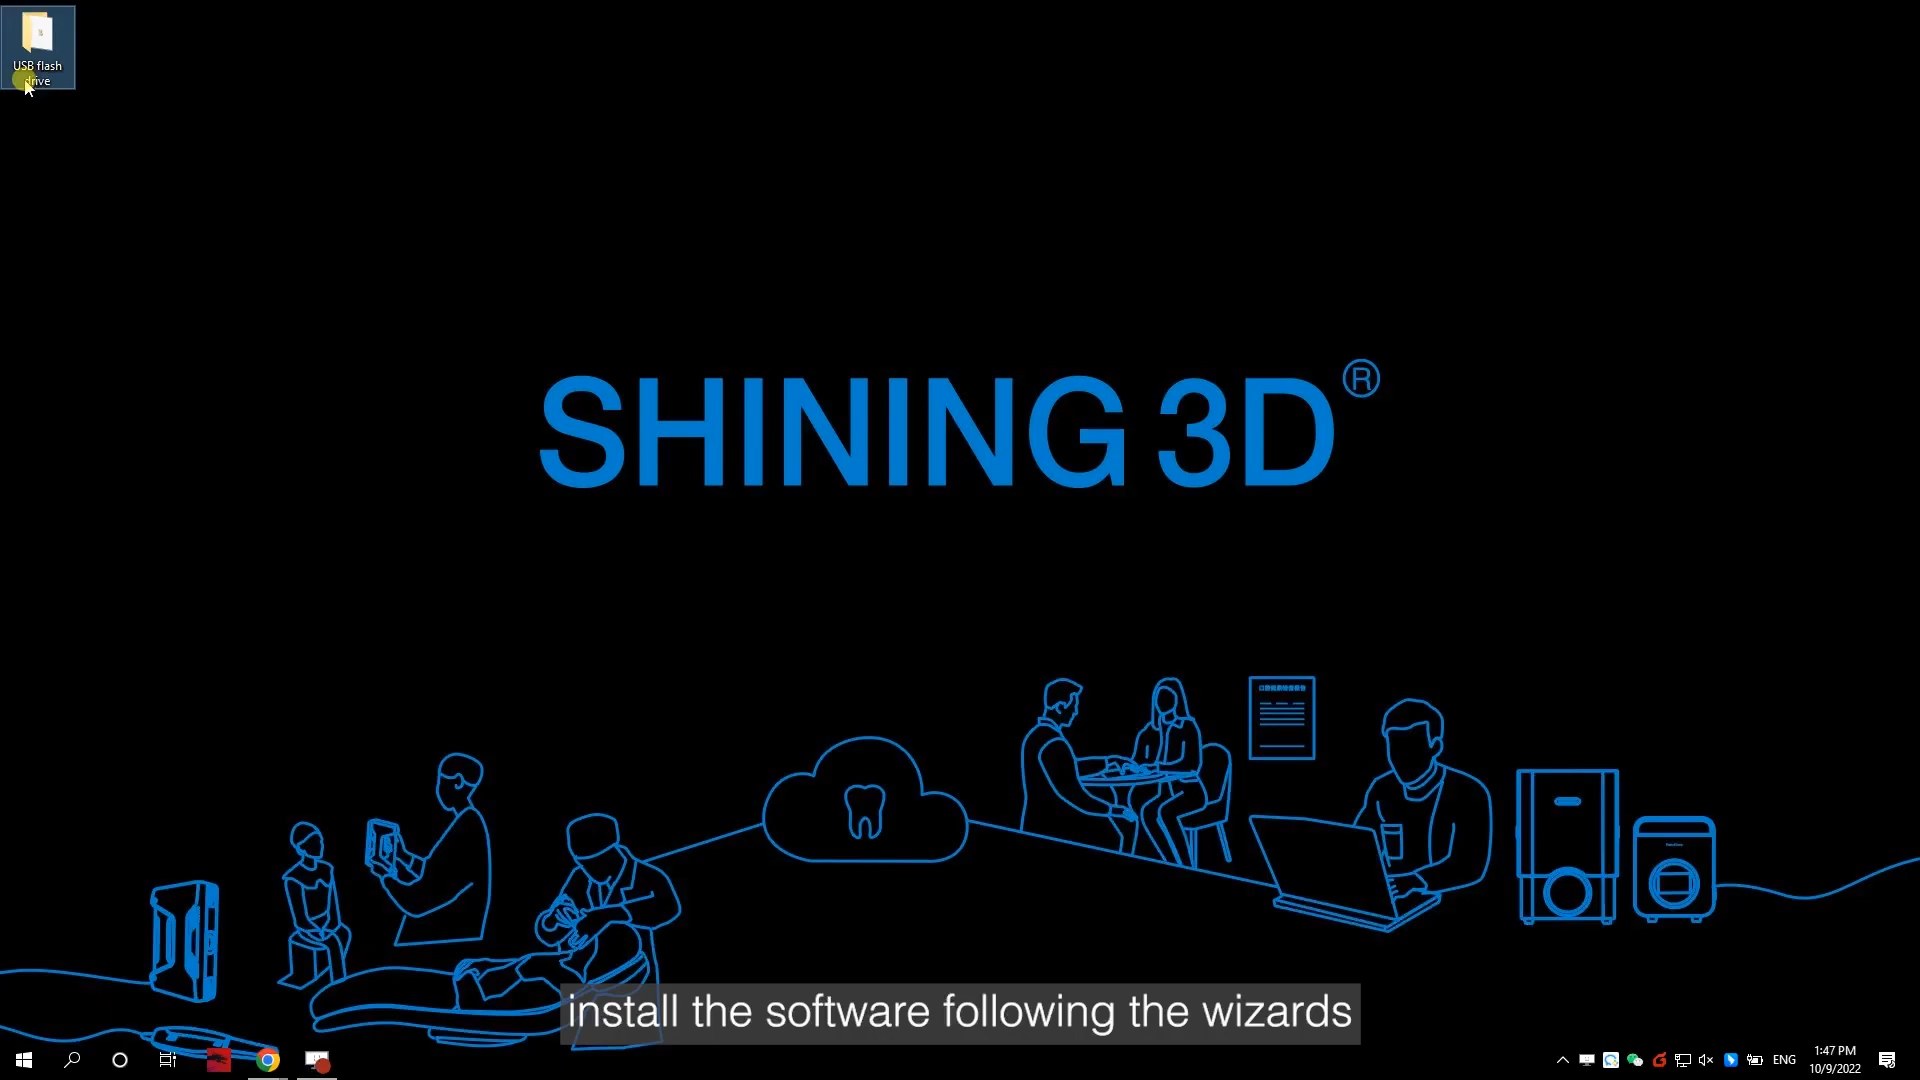 USB flash
drive
SHINING 3D®
install the software following the wizards
ENG
1:47 PM
10/9/2022